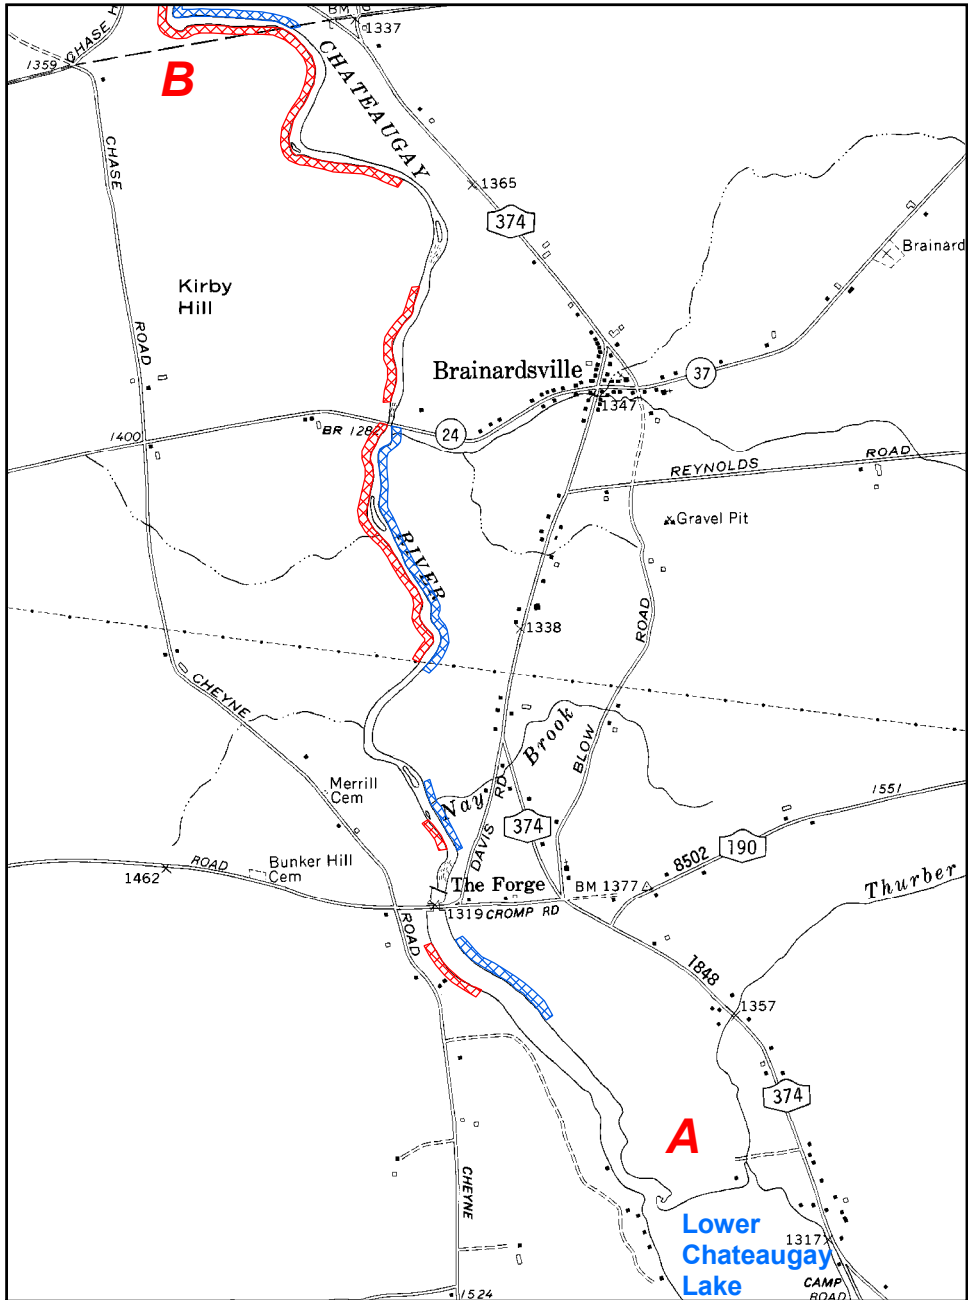 BM
1337
CHASE
1359
B
CHATEAUGAY
CHASE
1365
374
Brainard
Kirby
Hill
ROAD
Brainardsville
37
1347
1400
BR 1282
24
REYNOLDS
ROAD
Gravel Pit
RIVER
ROAD
1338
CHEYNE
Brook
BLOW
Merrill
Cem
Nay
RD
DAVIS
374
1551
190
8502
ROAD
1462
Bunker Hill
Cem
The Forge
BM 1377
Thurber
1319
CROMP RD
ROAD
1848
1357
374
A
CHEYNE
Lower
Chateaugay
Lake
1317
CAMP
ROAD
1524